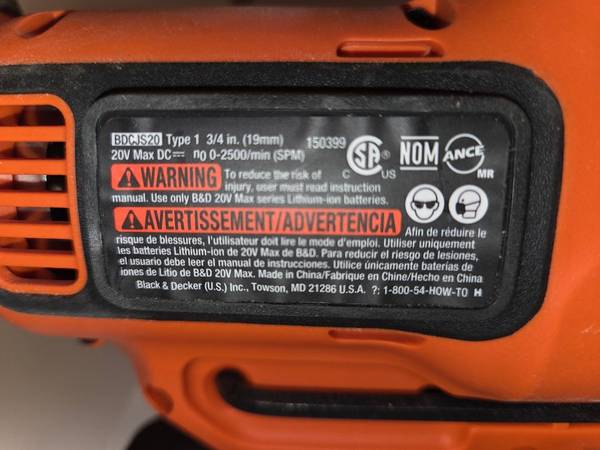 BDCJS20 Type 1 3/4 in. (19mm) 150399
20V Max DC⎓ n0 0-2500/min (SPM)
SA® C US
NOM
ANCE MR
WARNING To reduce the risk of
injury, user must read instruction
manual. Use only B&D 20V Max series Lithium-ion batteries.
AVERTISSEMENT/ADVERTENCIA Afin de réduire le
risque de blessures, l'utilisateur doit lire le mode d'emploi. Utiliser uniquement
les batteries Lithium-ion de 20V Max de B&D. Para reducir el riesgo de lesiones,
el usuario debe leer el manual de instrucciones. Utilice únicamente baterías de
iones de Litio de B&D 20V Max. Made in China/Fabrique en Chine/Hecho en China
Black & Decker (U.S.) Inc., Towson, MD 21286 U.S.A. ?: 1-800-54-HOW-TO H